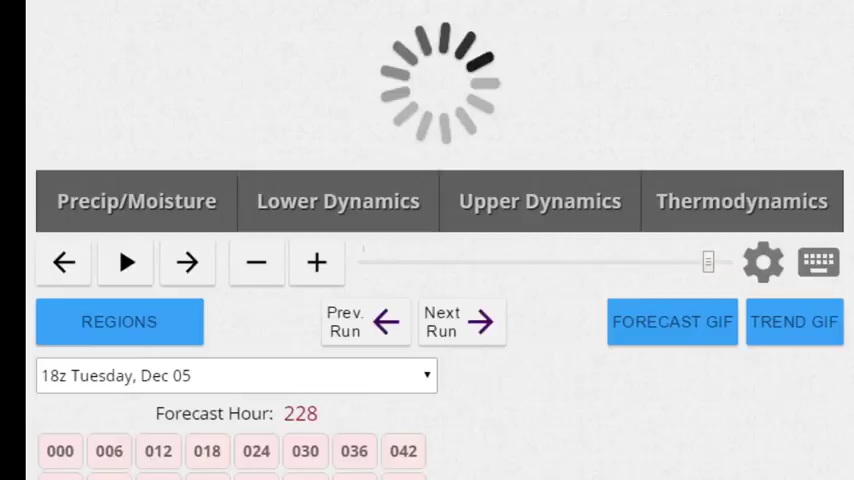 Precip/Moisture Lower Dynamics Upper Dynamics Thermodynamics
REGIONS
Prev. Run
Next Run
FORECAST GIF TREND GIF
18z Tuesday, Dec 05
Forecast Hour: 228
000 006 012 018 024 030 036 042